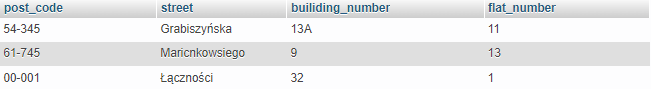 post_code street builiding_number flat_number
54-345 Grabiszyńska 13A 11
61-745 Maricnkowsiego 9 13
00-001 Łączności 32 1